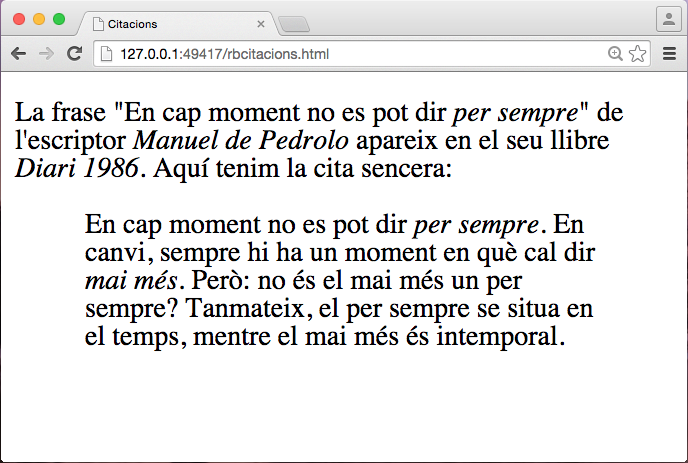 Citacions
127.0.0.1:49417/rbcitacions.html
La frase "En cap moment no es pot dir per sempre" de
l'escriptor Manuel de Pedrolo apareix en el seu llibre
Diari 1986. Aquí tenim la cita sencera:
En cap moment no es pot dir per sempre. En
canvi, sempre hi ha un moment en què cal dir
mai més. Però: no és el mai més un per
sempre? Tanmateix, el per sempre se situa en
el temps, mentre el mai més és intemporal.